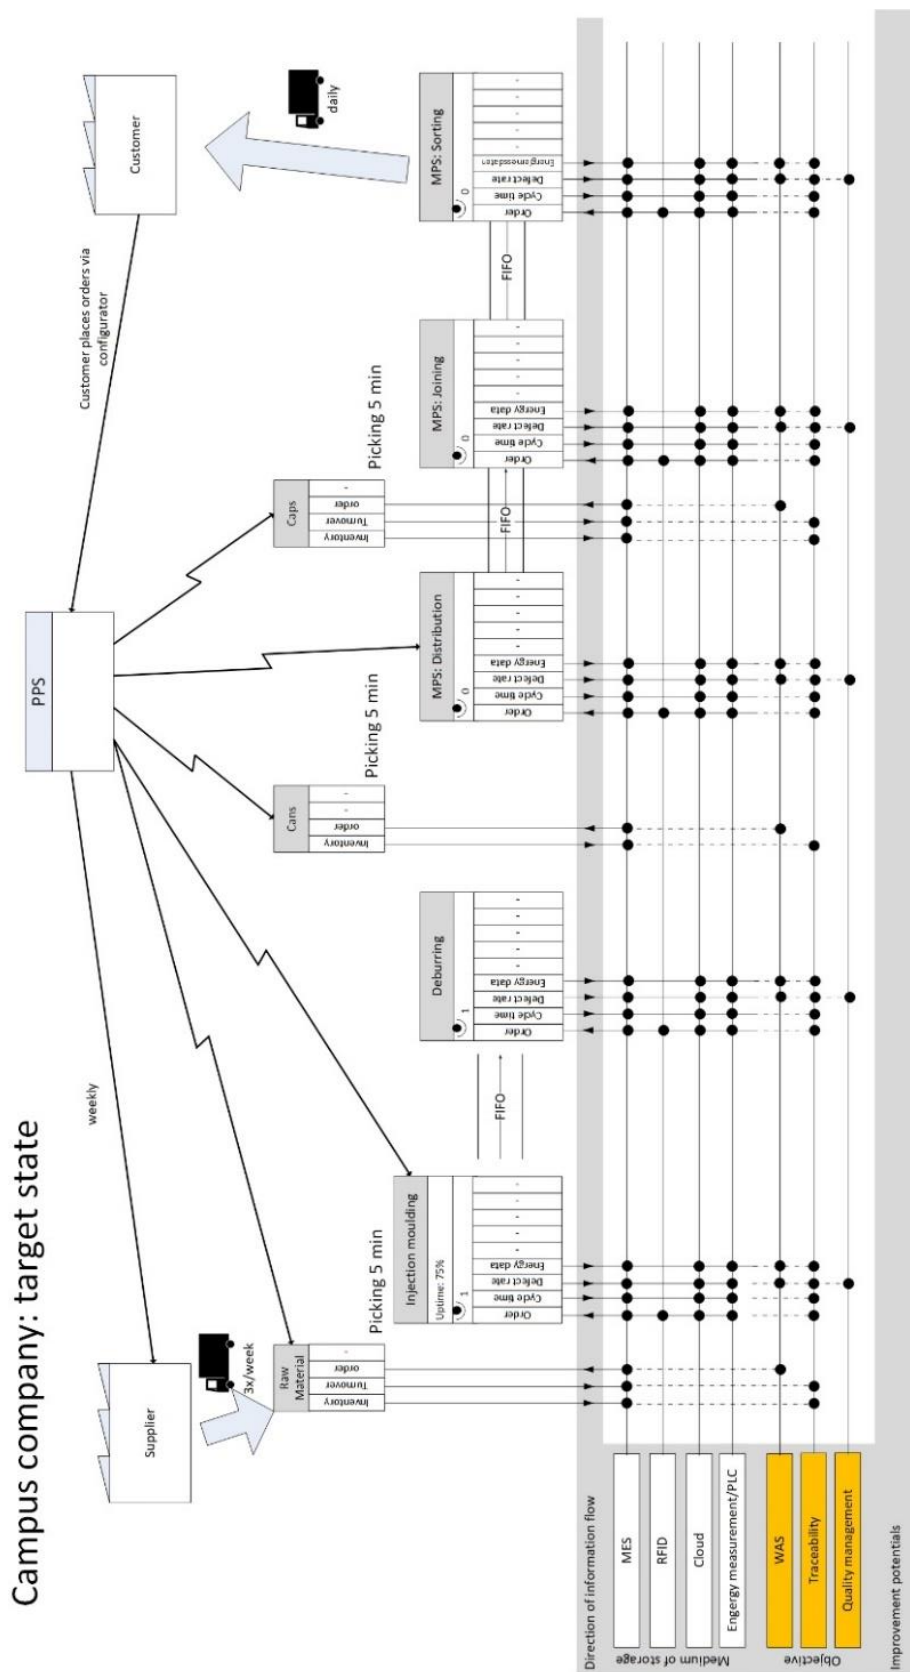 Campus company: target state
Supplier
weekly
PPS
Customer places orders via
configurator
Customer
3x/week
daily
Raw
Material
Inventory
Turnover
order
-
Picking 5 min
Injection moulding
Uptime: 75%
1
Order
Cycle time
Defect rate
Energy data
-
-
-
-
-
FIFO
Deburring
1
Order
Cycle time
Defect rate
Energy data
-
-
-
-
-
Cans
Inventory
order
-
-
Picking 5 min
MPS: Distribution
0
Order
Cycle time
Defect rate
Energy data
-
-
-
-
-
FIFO
Caps
Inventory
Turnover
order
-
Picking 5 min
MPS: Joining
0
Order
Cycle time
Defect rate
Energy data
-
-
-
-
-
FIFO
MPS: Sorting
0
Order
Cycle time
Defect rate
Energiemessdaten
-
-
-
-
-
Direction of information flow
Medium of storage
MES
RFID
Cloud
Engergy measurement/PLC
Objective
WAS
Traceability
Quality management
Improvement potentials